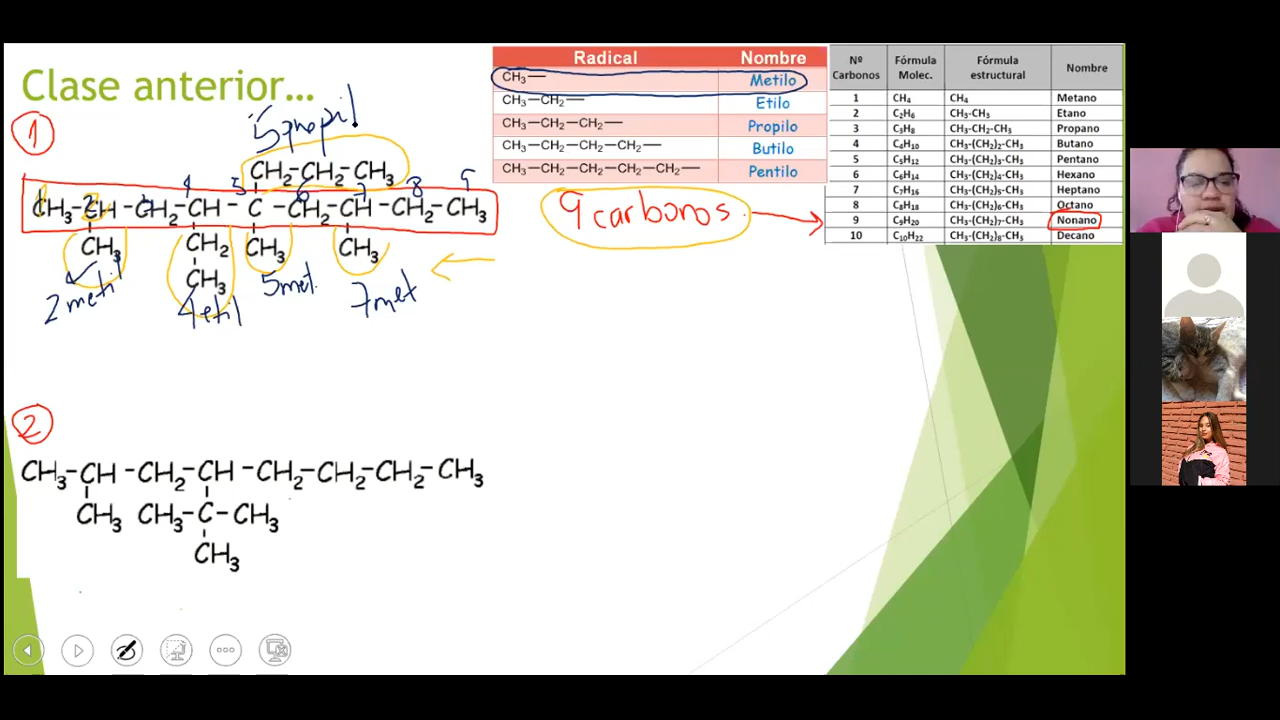 Clase anterior...
1
5 propil
CH2-CH2-CH3
1 2 3 4 5 6 7 8 9
CH3-CH-CH2-CH-C-CH2-CH-CH2-CH3
CH3 CH2 CH3 CH3
CH3
2 metil 4 etil 5 met. 7 met
Radical Nombre
CH3— Metilo
CH3—CH2— Etilo
CH3—CH2—CH2— Propilo
CH3—CH2—CH2—CH2— Butilo
CH3—CH2—CH2—CH2—CH2— Pentilo
9 carbonos
Nº Carbonos Fórmula Molec. Fórmula estructural Nombre
1 CH4 CH4 Metano
2 C2H6 CH3-CH3 Etano
3 C3H8 CH3-CH2-CH3 Propano
4 C4H10 CH3-(CH2)2-CH3 Butano
5 C5H12 CH3-(CH2)3-CH3 Pentano
6 C6H14 CH3-(CH2)4-CH3 Hexano
7 C7H16 CH3-(CH2)5-CH3 Heptano
8 C8H18 CH3-(CH2)6-CH3 Octano
9 C9H20 CH3-(CH2)7-CH3 Nonano
10 C10H22 CH3-(CH2)8-CH3 Decano
2
CH3-CH-CH2-CH-CH2-CH2-CH2-CH3
CH3 CH3-C-CH3
CH3